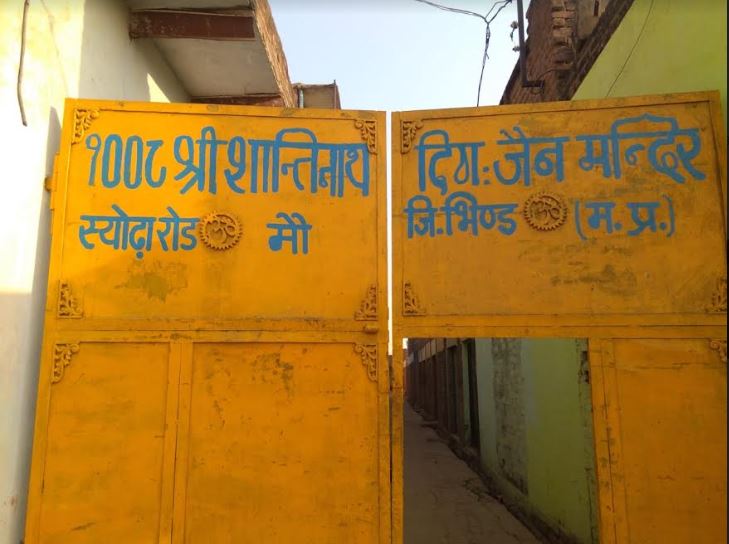 १००८ श्री शान्तिनाथ दिग: जैन मन्दिर
स्योढ़ा रोड ॐ मौ जि: भिण्ड ॐ (म. प्र.)